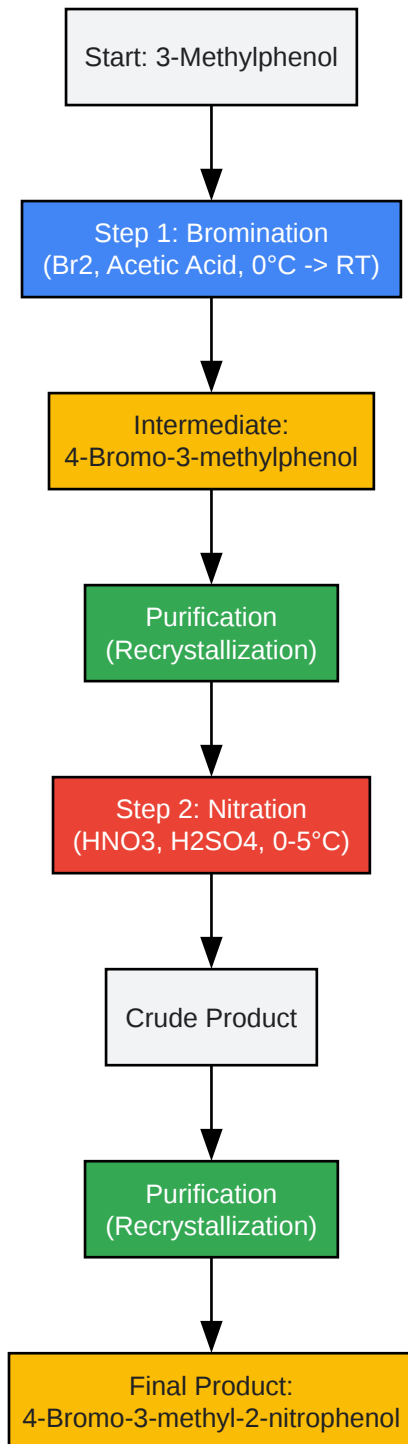 Start: 3-Methylphenol
Step 1: Bromination
(Br2, Acetic Acid, 0°C -> RT)
Intermediate:
4-Bromo-3-methylphenol
Purification
(Recrystallization)
Step 2: Nitration
(HNO3, H2SO4, 0-5°C)
Crude Product
Purification
(Recrystallization)
Final Product:
4-Bromo-3-methyl-2-nitrophenol